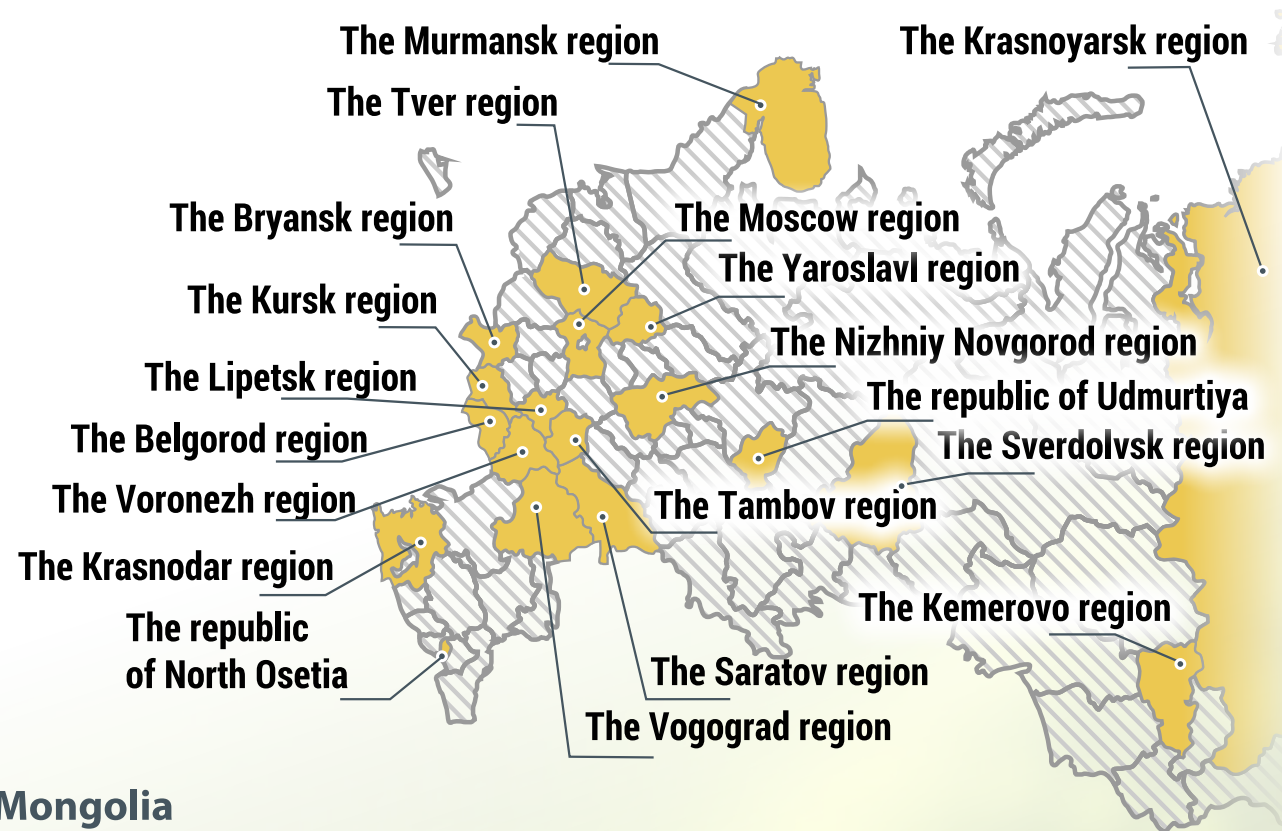 The Murmansk region
The Krasnoyarsk region
The Tver region
The Bryansk region
The Moscow region
The Yaroslavl region
The Kursk region
The Nizhniy Novgorod region
The Lipetsk region
The republic of Udmurtiya
The Belgorod region
The Sverdolvsk region
The Voronezh region
The Tambov region
The Krasnodar region
The Kemerovo region
The republic
of North Osetia
The Saratov region
The Vogograd region
Mongolia